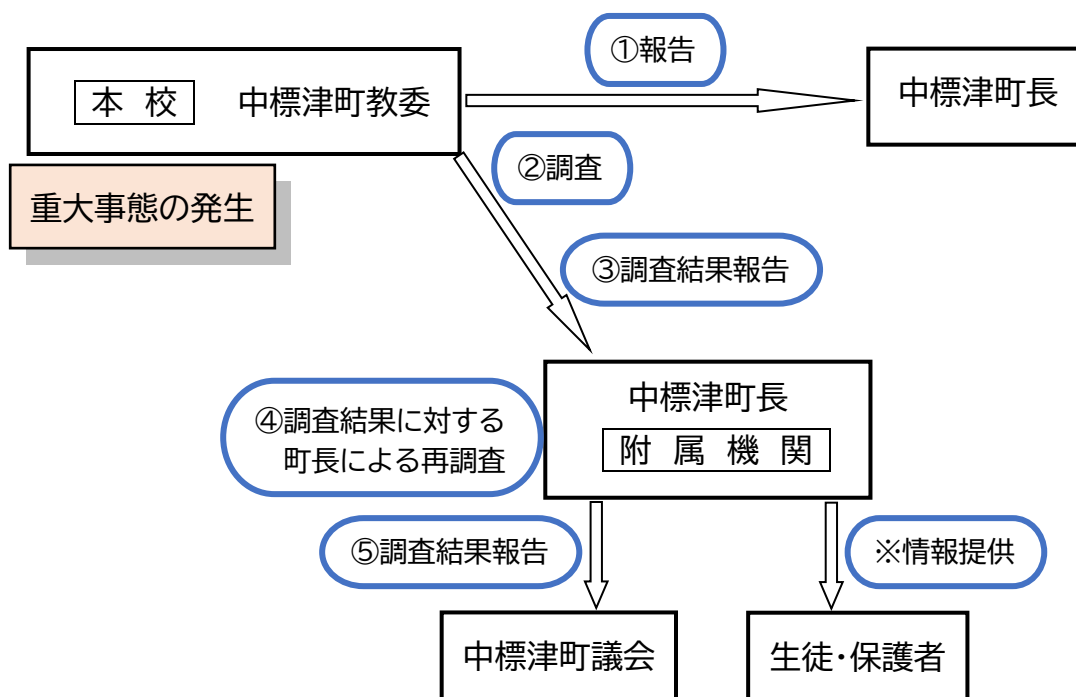 ①報告
本 校 中標津町教委
中標津町長
②調査
重大事態の発生
③調査結果報告
中標津町長
附 属 機 関
④調査結果に対する
町長による再調査
⑤調査結果報告
※情報提供
中標津町議会
生徒・保護者